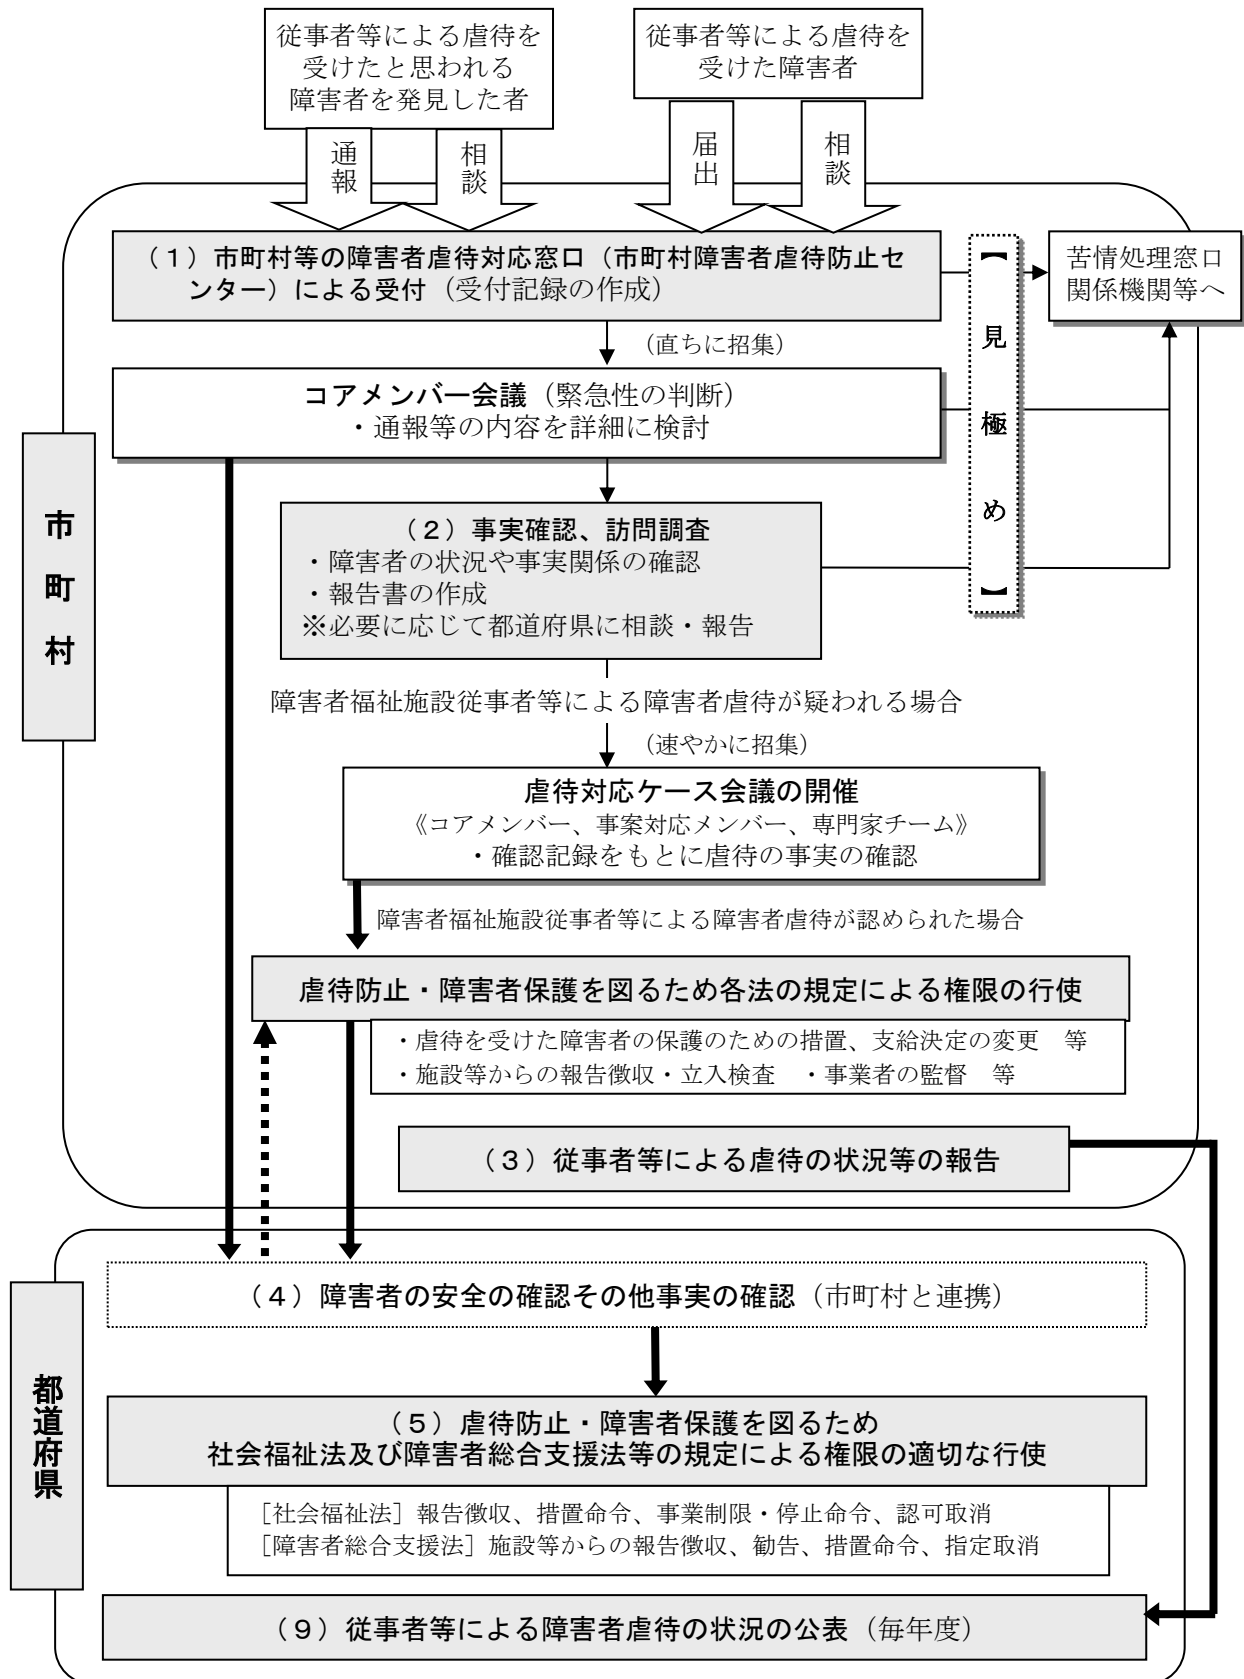 従事者等による虐待を
受けたと思われる
障害者を発見した者
従事者等による虐待を
受けた障害者
通報
相談
届出
相談
（１）市町村等の障害者虐待対応窓口（市町村障害者虐待防止セ
ンター）による受付（受付記録の作成）
【見極め】
苦情処理窓口
関係機関等へ
（直ちに招集）
コアメンバー会議（緊急性の判断）
・通報等の内容を詳細に検討
市町村
（２）事実確認、訪問調査
・障害者の状況や事実関係の確認
・報告書の作成
※必要に応じて都道府県に相談・報告
障害者福祉施設従事者等による障害者虐待が疑われる場合
（速やかに招集）
虐待対応ケース会議の開催
《コアメンバー、事案対応メンバー、専門家チーム》
・確認記録をもとに虐待の事実の確認
障害者福祉施設従事者等による障害者虐待が認められた場合
虐待防止・障害者保護を図るため各法の規定による権限の行使
・虐待を受けた障害者の保護のための措置、支給決定の変更　等
・施設等からの報告徴収・立入検査　・事業者の監督　等
（３）従事者等による虐待の状況等の報告
都道府県
（４）障害者の安全の確認その他事実の確認（市町村と連携）
（５）虐待防止・障害者保護を図るため
社会福祉法及び障害者総合支援法等の規定による権限の適切な行使
［社会福祉法］報告徴収、措置命令、事業制限・停止命令、認可取消
［障害者総合支援法］施設等からの報告徴収、勧告、措置命令、指定取消
（９）従事者等による障害者虐待の状況の公表（毎年度）